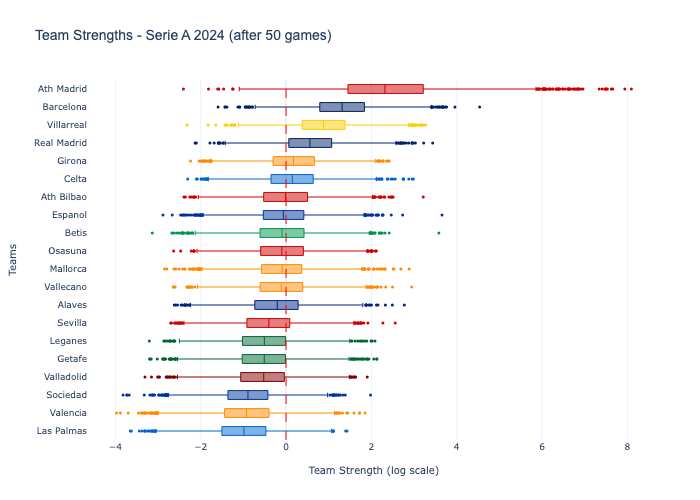 Team Strengths - Serie A 2024 (after 50 games)
Ath Madrid
Barcelona
Villarreal
Real Madrid
Girona
Celta
Ath Bilbao
Espanol
Betis
Osasuna
Mallorca
Vallecano
Alaves
Sevilla
Leganes
Getafe
Valladolid
Sociedad
Valencia
Las Palmas
Teams
−4 −2 0 2 4 6 8
Team Strength (log scale)